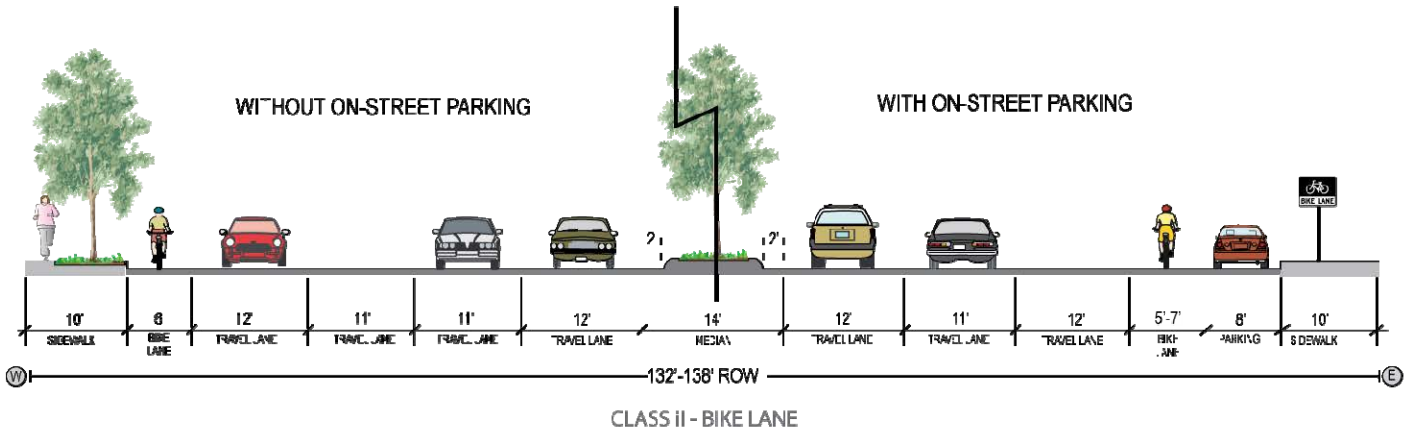 WITHOUT ON-STREET PARKING
WITH ON-STREET PARKING
BIKE LANE
2'
2'
10' 6 12' 11' 11' 12' 14' 12' 11' 12' 5'-7' 8' 10'
SIDEWALK BIKE LANE TRAVEL LANE TRAVEL LANE TRAVEL LANE TRAVEL LANE MEDIAN TRAVEL LANE TRAVEL LANE TRAVEL LANE BIKE LANE PARKING SIDEWALK
W 132'-138' ROW E
CLASS II - BIKE LANE